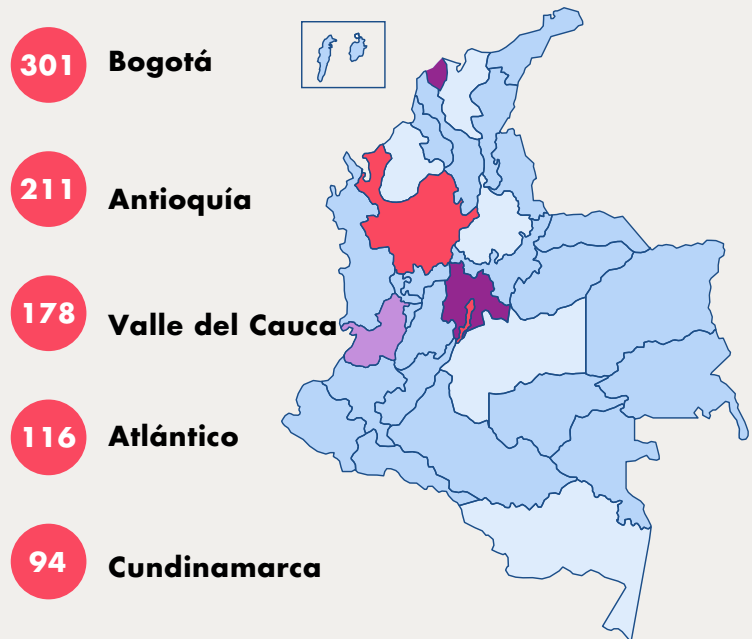 301 Bogotá
211 Antioquía
178 Valle del Cauca
116 Atlántico
94 Cundinamarca